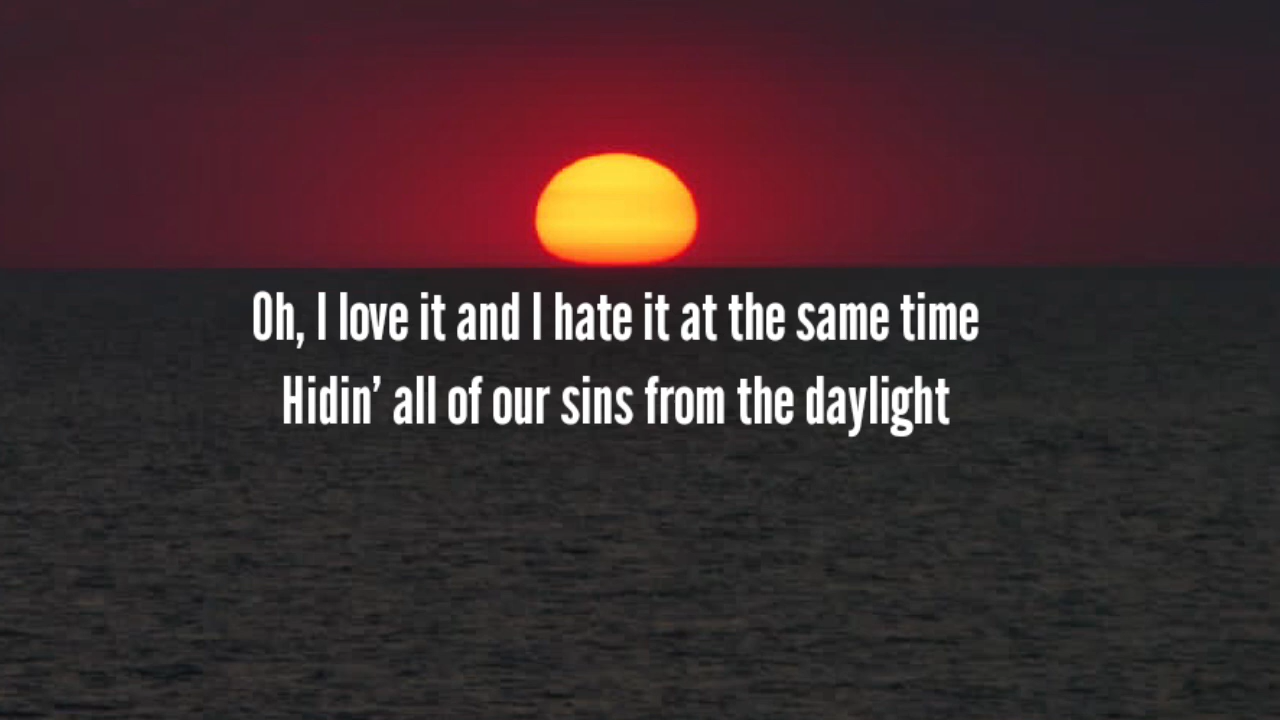 Oh, I love it and I hate it at the same time
Hidin’ all of our sins from the daylight